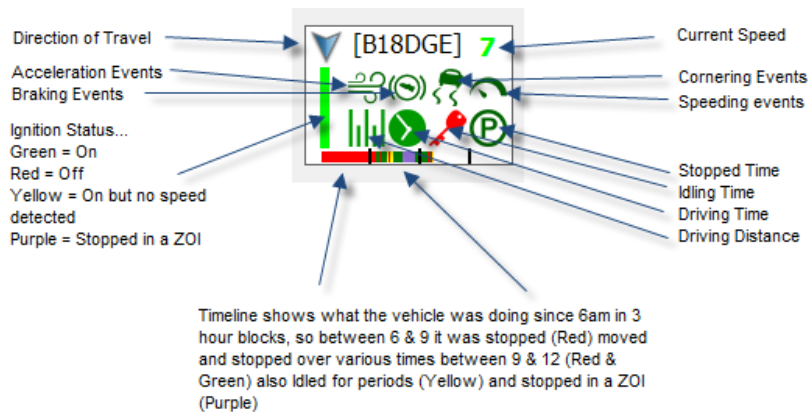 Direction of Travel
[B18DGE] 7
Current Speed
Acceleration Events
Braking Events
Cornering Events
Speeding events
Ignition Status...
Green = On
Red = Off
Yellow = On but no speed
detected
Purple = Stopped in a ZOI
P
Stopped Time
Idling Time
Driving Time
Driving Distance
Timeline shows what the vehicle was doing since 6am in 3
hour blocks, so between 6 & 9 it was stopped (Red) moved
and stopped over various times between 9 & 12 (Red &
Green) also Idled for periods (Yellow) and stopped in a ZOI
(Purple)